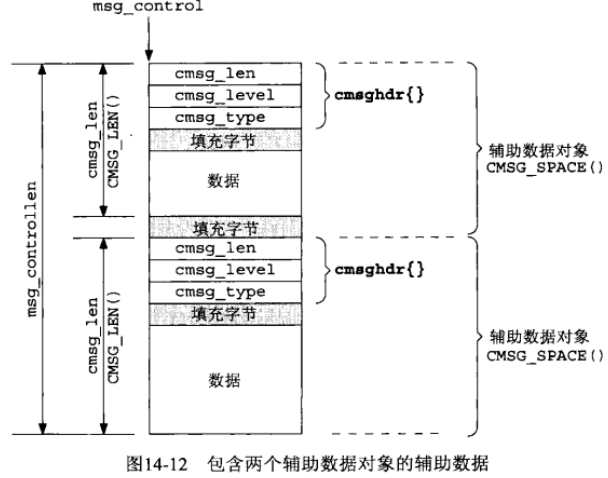 msg_control
cmsg_len
cmsg_level
cmsg_type
cmsghdr{}
填充字节
数据
填充字节
cmsg_len
CMSG_LEN()
辅助数据对象
CMSG_SPACE()
msg_controllen
cmsg_len
cmsg_level
cmsg_type
cmsghdr{}
填充字节
数据
cmsg_len
CMSG_LEN()
辅助数据对象
CMSG_SPACE()
图14-12 包含两个辅助数据对象的辅助数据